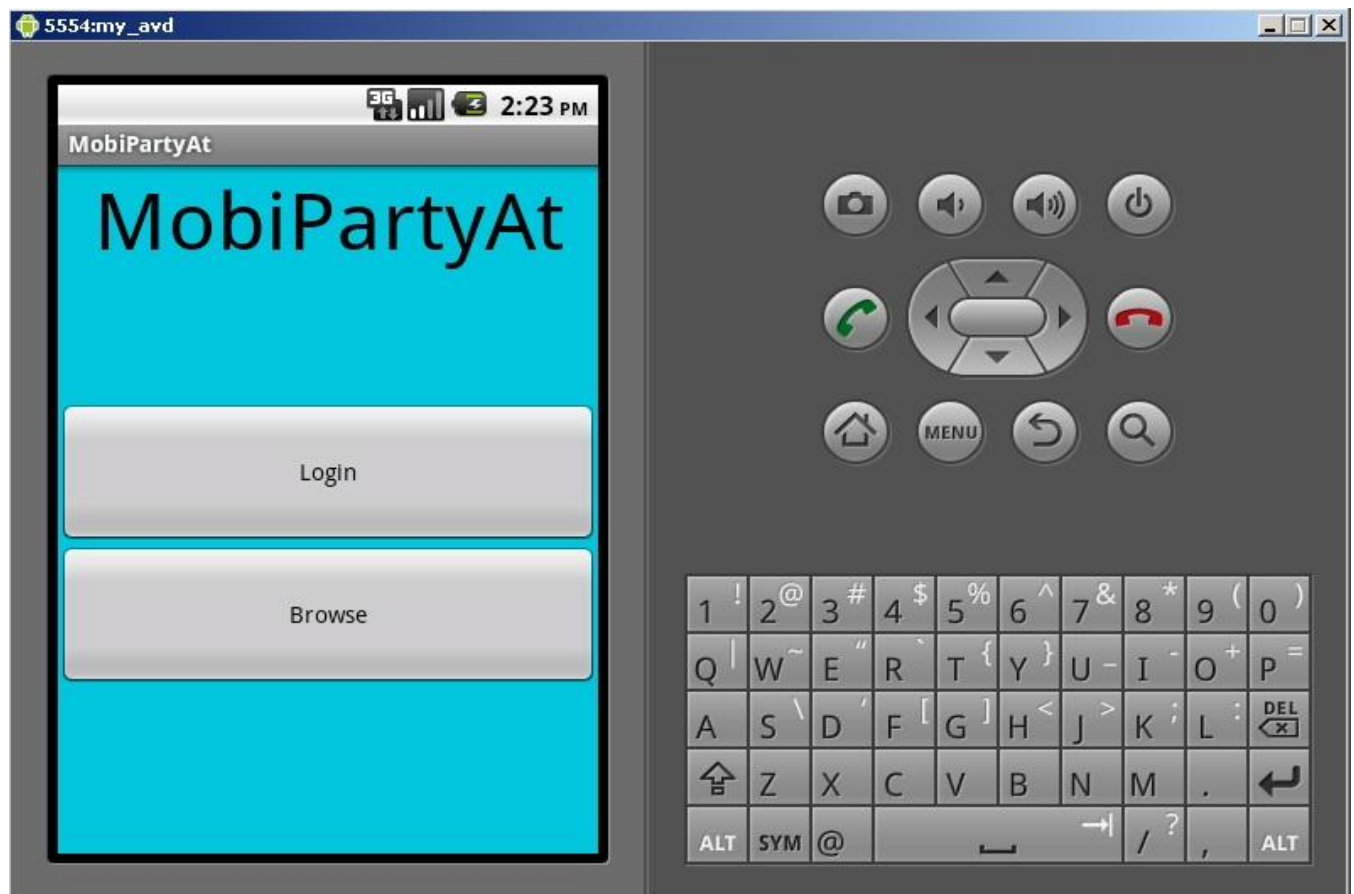 5554:my_avd
3G 2:23 PM
MobiPartyAt
MobiPartyAt
Login
Browse
MENU
1 ! 2 @ 3 # 4 $ 5 % 6 ^ 7 & 8 * 9 ( 0 )
Q | W ~ E " R ` T { Y } U _ I - O + P =
A S \ D ' F [ G ] H < J > K ; L : DEL
Z X C V B N M .
ALT SYM @ / ? , ALT